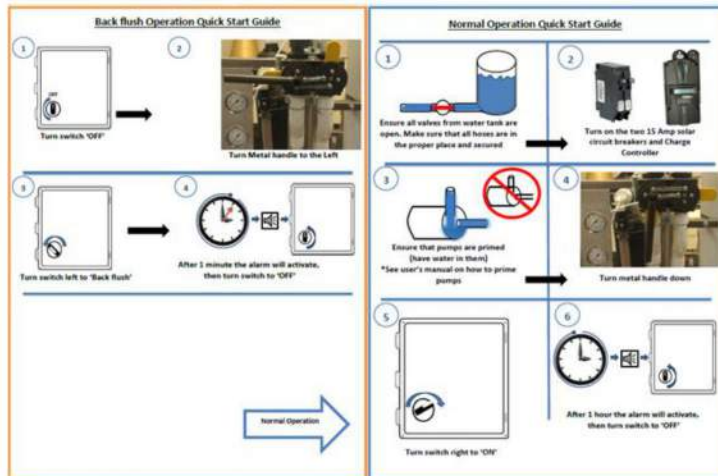 Back flush Operation Quick Start Guide
1
2
OFF
Turn switch 'OFF'
Turn Metal handle to the Left
3
4
Turn switch left to 'Back flush'
After 1 minute the alarm will activate,
then turn switch to 'OFF'
Normal Operation
Normal Operation Quick Start Guide
1
2
Ensure all valves from water tank are
open. Make sure that all hoses are in
the proper place and secured
Turn on the two 15 Amp solar
circuit breakers and Charge
Controller
3
4
Ensure that pumps are primed
(have water in them)
*See user's manual on how to prime
pumps
Turn metal handle down
5
6
Turn switch right to 'ON'
After 1 hour the alarm will activate,
then turn switch to 'OFF'